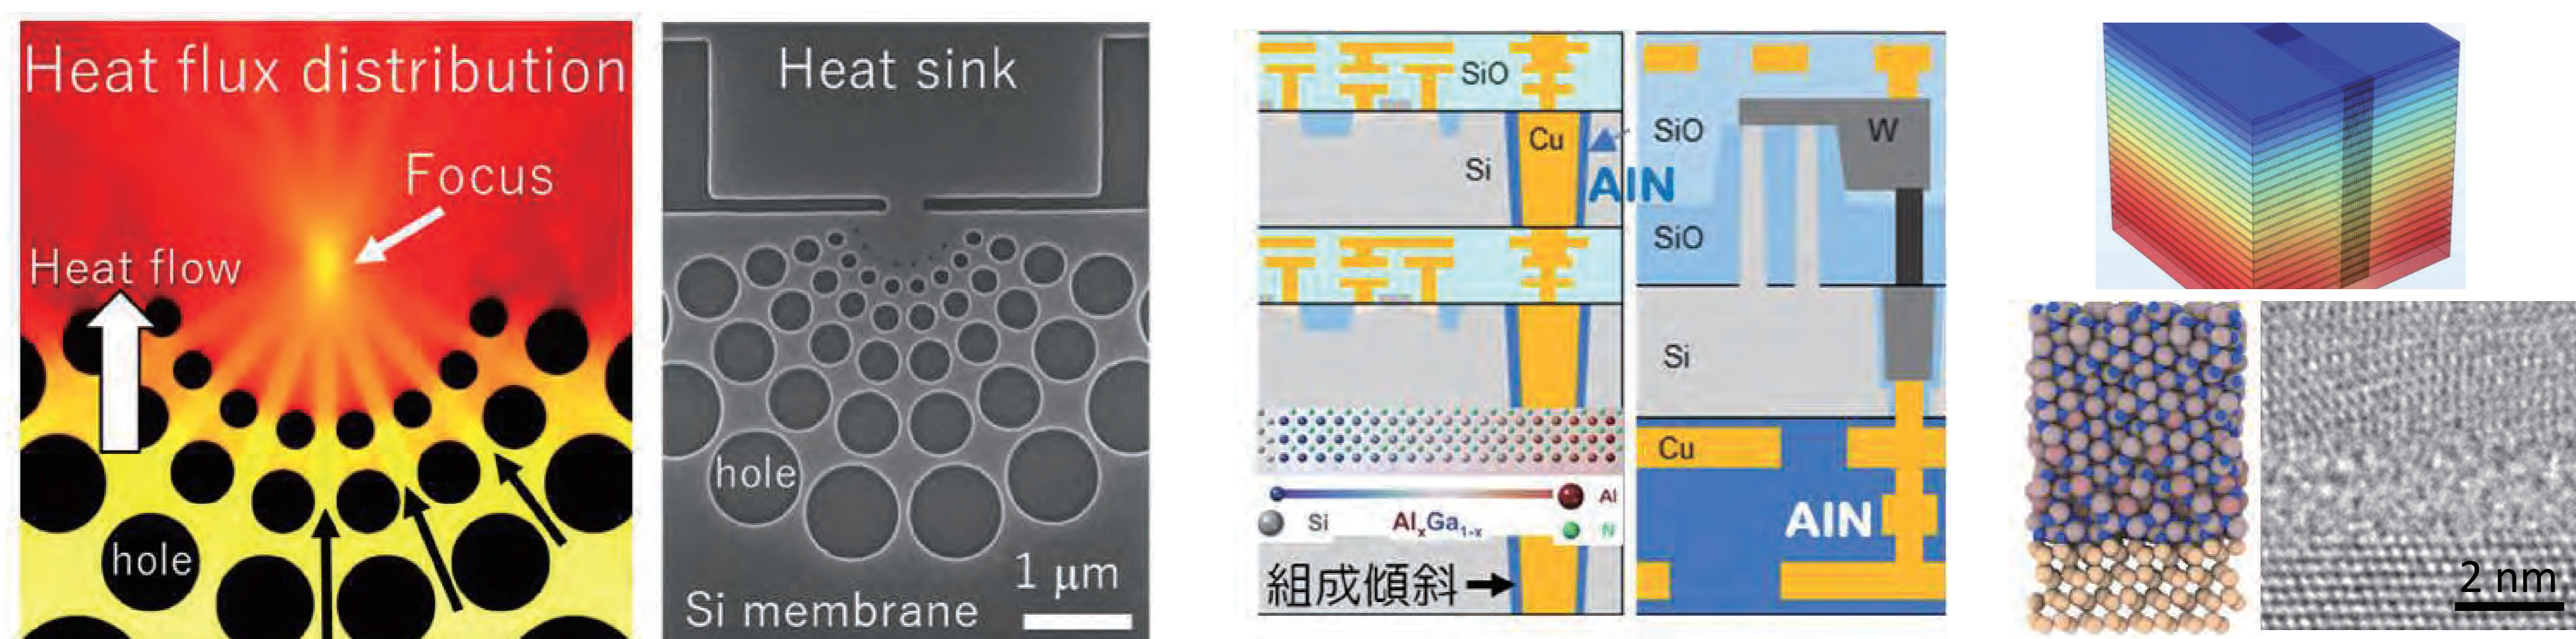 Heat flux distribution
Focus
Heat flow
hole
Heat sink
hole
1 μm
Si membrane
SiO
Cu
Si
AlN
Al
Si
AlxGa1-x
N
組成傾斜
SiO
W
SiO
Si
Cu
AlN
2 nm